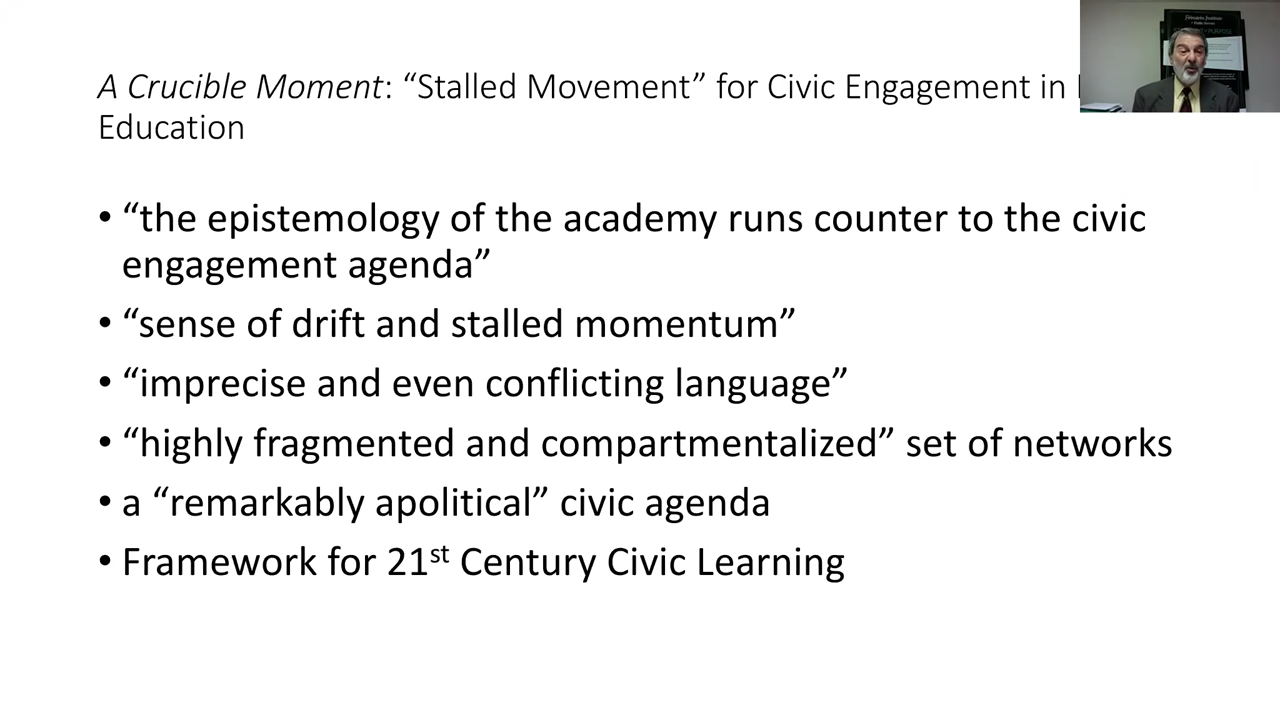 A Crucible Moment: “Stalled Movement” for Civic Engagement in
Education
• “the epistemology of the academy runs counter to the civic
engagement agenda”
• “sense of drift and stalled momentum”
• “imprecise and even conflicting language”
• “highly fragmented and compartmentalized” set of networks
• a “remarkably apolitical” civic agenda
• Framework for 21st Century Civic Learning
Feinstein Institute